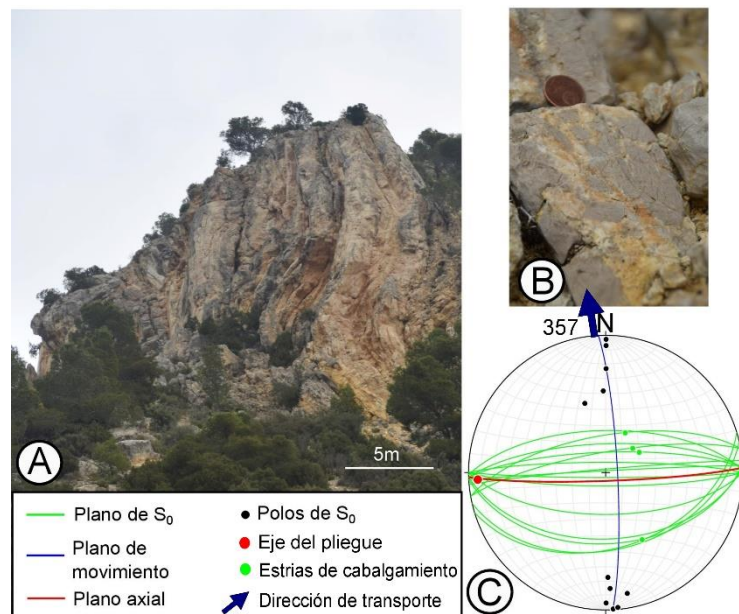 A
5m
B
357 N
C
Plano de S₀
Plano de
movimiento
Plano axial
Polos de S₀
Eje del pliegue
Estrias de cabalgamiento
Dirección de transporte